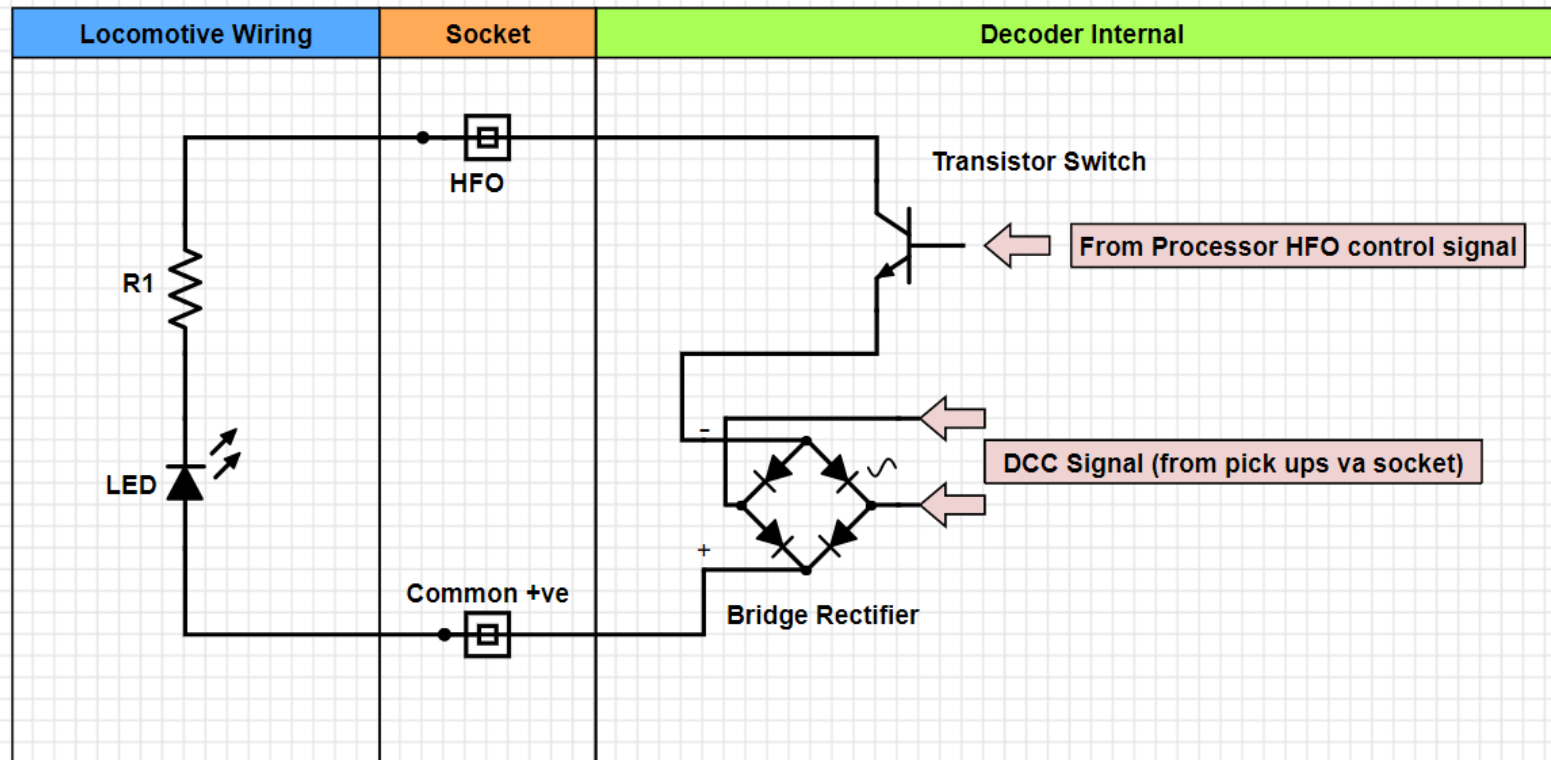 Locomotive Wiring
Socket
Decoder Internal
HFO
Transistor Switch
From Processor HFO control signal
R1
-
DCC Signal (from pick ups va socket)
LED
+
Common +ve
Bridge Rectifier